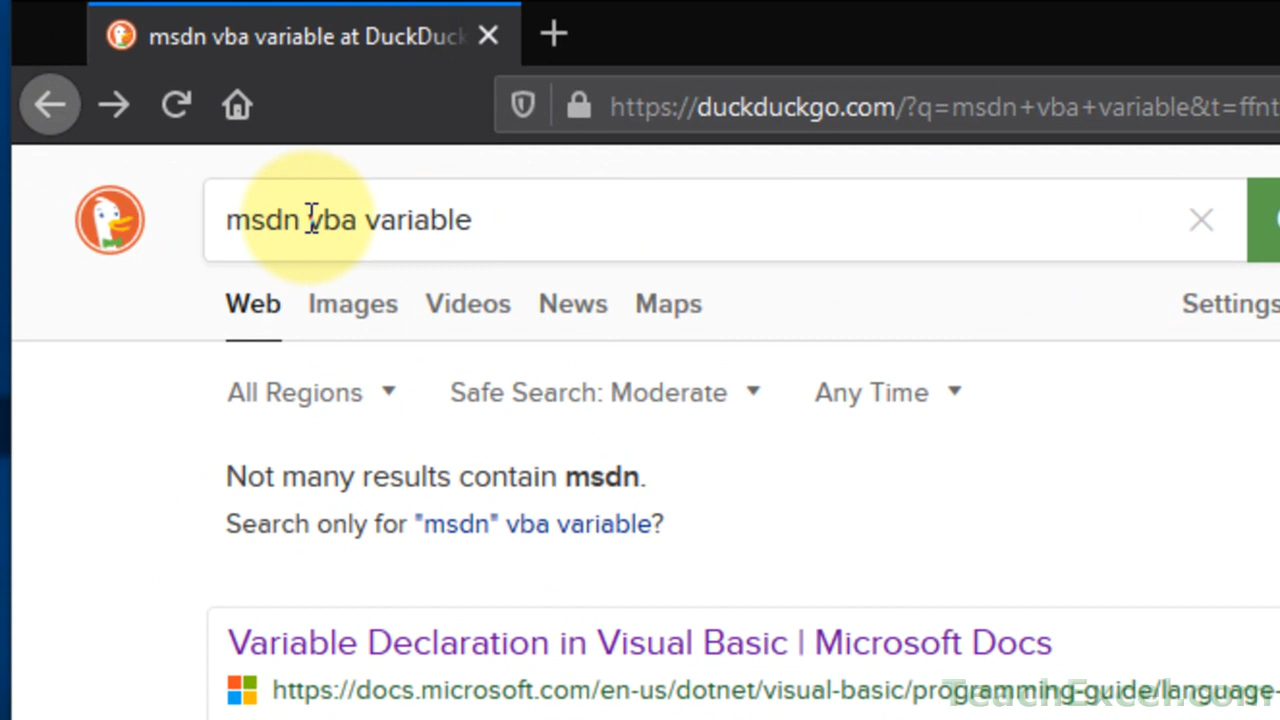 msdn vba variable at DuckDuc
https://duckduckgo.com/?q=msdn+vba+variable&t=ffnt
msdn vba variable
Web Images Videos News Maps Settings
All Regions Safe Search: Moderate Any Time
Not many results contain msdn.
Search only for "msdn" vba variable?
Variable Declaration in Visual Basic | Microsoft Docs
https://docs.microsoft.com/en-us/dotnet/visual-basic/programming-guide/language-
TeachExcel.com